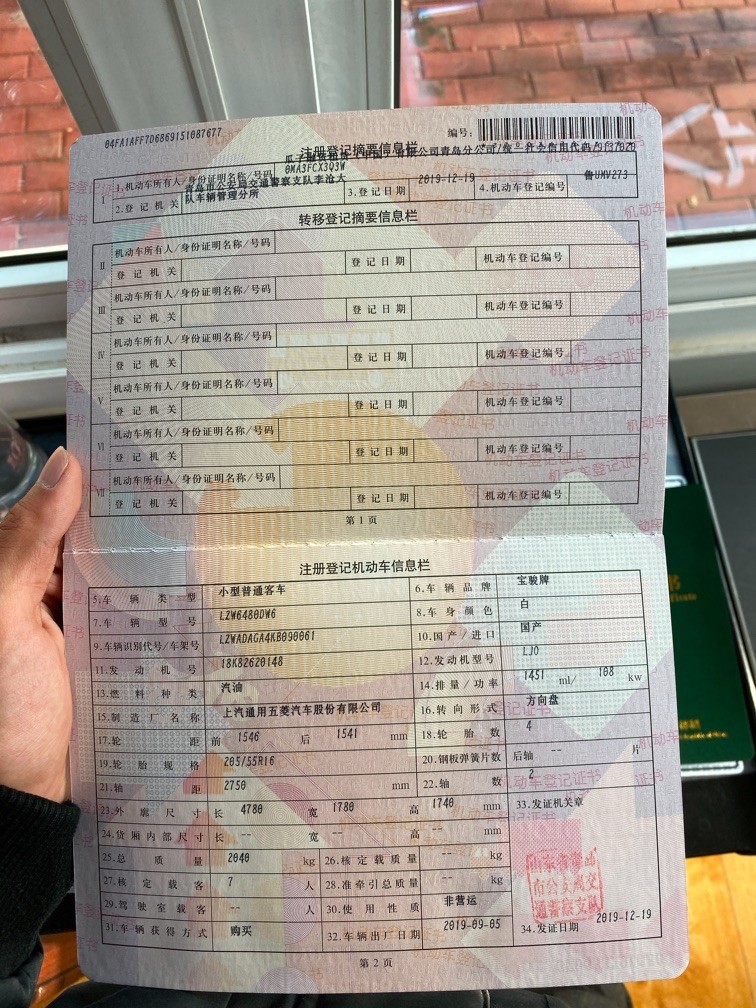 04FA1AFF7D6869151087677
编号:
注册登记摘要信息栏
I 1.机动车所有人/身份证明名称/号码 0MA3FCX3Q3W
2.登记机关 青岛市公安局交通警察支队李沧大队车辆管理分所 3.登记日期 2019-12-19 4.机动车登记编号 鲁UMV273
转移登记摘要信息栏
II 机动车所有人/身份证明名称/号码
登记机关 登记日期 机动车登记编号
III 机动车所有人/身份证明名称/号码
登记机关 登记日期 机动车登记编号
IV 机动车所有人/身份证明名称/号码
登记机关 登记日期 机动车登记编号
V 机动车所有人/身份证明名称/号码
登记机关 登记日期 机动车登记编号
VI 机动车所有人/身份证明名称/号码
登记机关 登记日期 机动车登记编号
VII 机动车所有人/身份证明名称/号码
登记机关 登记日期 机动车登记编号
第 1 页
注册登记机动车信息栏
5.车辆类型 小型普通客车 6.车辆品牌 宝骏牌
7.车辆型号 LZW6480DW6 8.车身颜色 白
9.车辆识别代号/车架号 LZWADAGA4KB090061 10.国产/进口 国产
11.发动机号 18K82620148 12.发动机型号 LJO
13.燃料种类 汽油 14.排量/功率 1451 ml/ 108 kw
15.制造厂名称 上汽通用五菱汽车股份有限公司 16.转向形式 方向盘
17.轮距 前 1546 后 1541 mm 18.轮胎数 4
19.轮胎规格 205/55R16 20.钢板弹簧片数 后轴 -- 片
21.轴距 2750 mm 22.轴数 2
23.外廓尺寸 长 4780 宽 1780 高 1740 mm 33.发证机关章
24.货厢内部尺寸 长 -- 宽 -- 高 -- mm
25.总质量 2040 kg 26.核定载质量 -- kg
27.核定载客 7 人 28.准牵引总质量 -- kg
29.驾驶室载客 -- 人 30.使用性质 非营运
31.车辆获得方式 购买 32.车辆出厂日期 2019-09-05 34.发证日期 2019-12-19
第 2 页